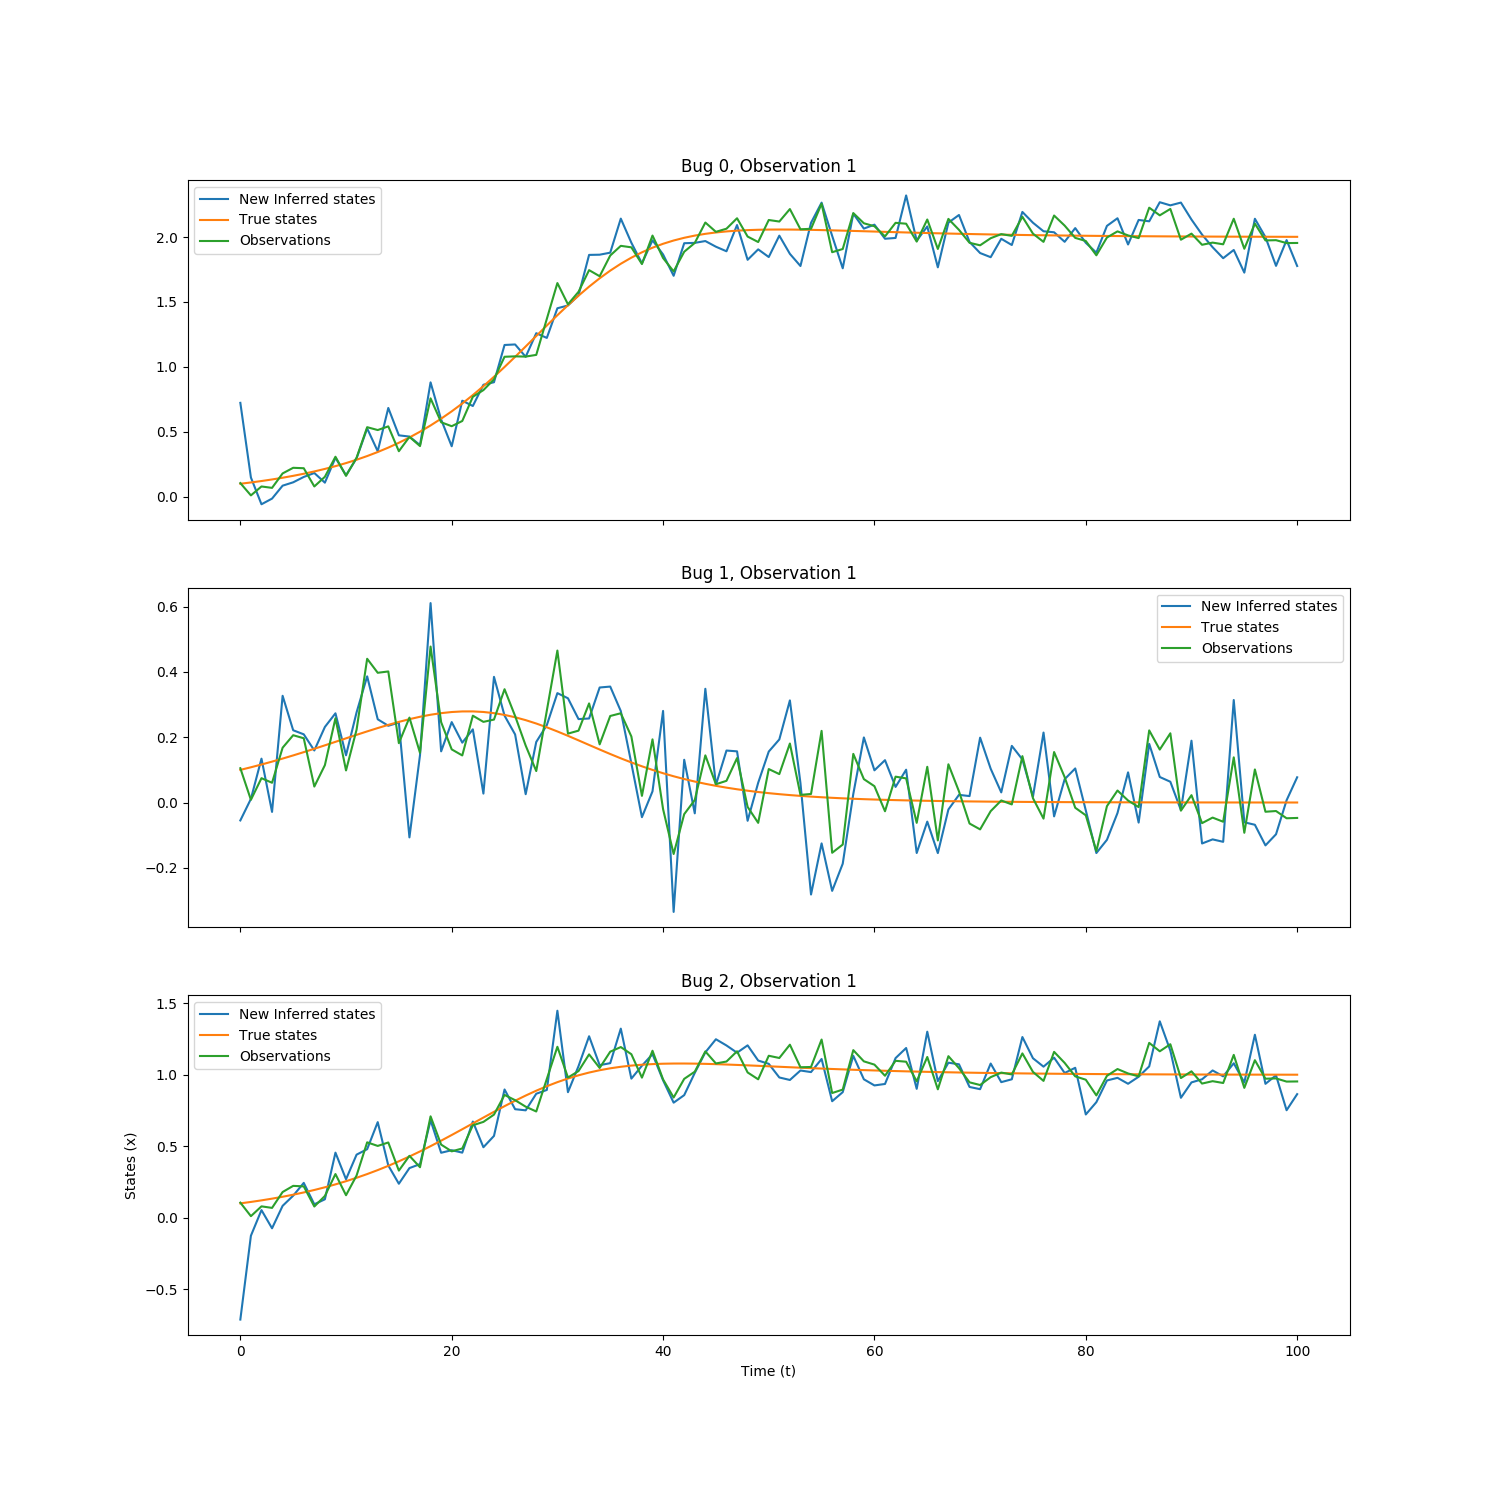 Bug 0, Observation 1
New Inferred states
True states
Observations
2.0
1.5
1.0
0.5
0.0
Bug 1, Observation 1
New Inferred states
True states
Observations
0.6
0.4
0.2
0.0
−0.2
Bug 2, Observation 1
New Inferred states
True states
Observations
1.5
1.0
0.5
0.0
−0.5
States (x)
0 20 40 60 80 100
Time (t)